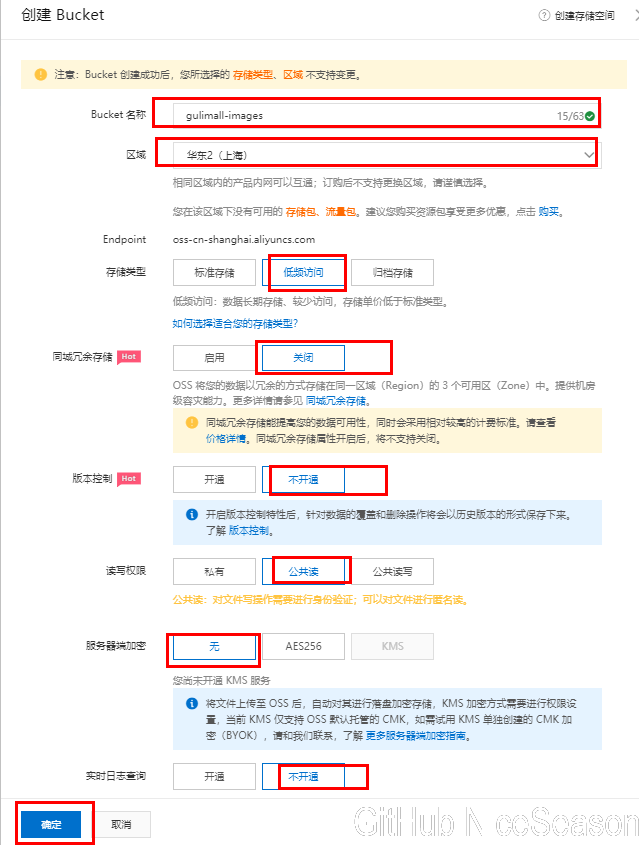 创建 Bucket
创建存储空间
注意：Bucket 创建成功后，您所选择的 存储类型、区域 不支持变更。
Bucket 名称
gulimall-images
15/63
区域
华东2（上海）
相同区域内的产品内网可以互通；订购后不支持更换区域，请谨慎选择。
您在该区域下没有可用的 存储包、流量包。建议您购买资源包享受更多优惠，点击 购买。
Endpoint
oss-cn-shanghai.aliyuncs.com
存储类型
标准存储
低频访问
归档存储
低频访问：数据长期存储、较少访问，存储单价低于标准类型。
如何选择适合您的存储类型?
同城冗余存储
Hot
启用
关闭
OSS 将您的数据以冗余的方式存储在同一区域（Region）的 3 个可用区（Zone）中。提供机房
级容灾能力。更多详情请参见 同城冗余存储。
同城冗余存储能提高您的数据可用性，同时会采用相对较高的计费标准。请查看
价格详情。同城冗余存储属性开启后，将不支持关闭。
版本控制
Hot
开通
不开通
开启版本控制特性后，针对数据的覆盖和删除操作将会以历史版本的形式保存下来。
了解 版本控制。
读写权限
私有
公共读
公共读写
公共读：对文件写操作需要进行身份验证；可以对文件进行匿名读。
服务器端加密
无
AES256
KMS
您尚未开通 KMS 服务
将文件上传至 OSS 后，自动对其进行落盘加密存储，KMS 加密方式需要进行权限设
置，当前 KMS 仅支持 OSS 默认托管的 CMK，如需试用 KMS 单独创建的 CMK 加
密（BYOK），请和我们联系，了解 更多服务器端加密指南。
实时日志查询
开通
不开通
确定
取消
GitHub NiceSeason